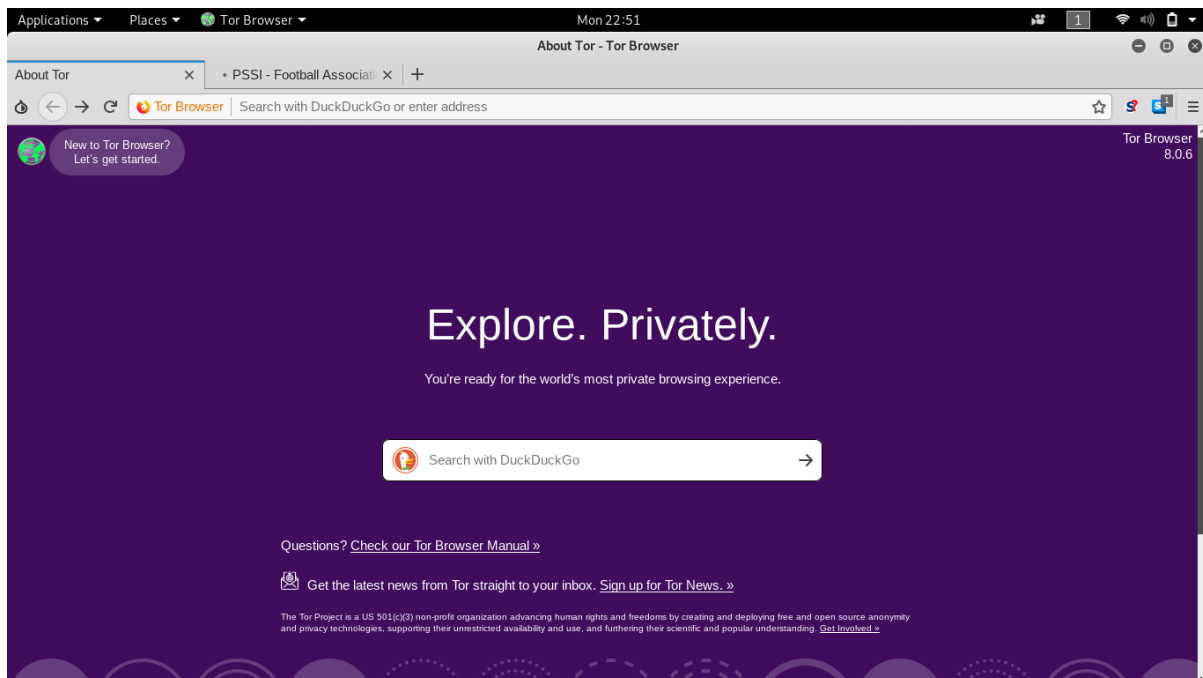 Applications Places Tor Browser Mon 22:51 1
About Tor - Tor Browser
About Tor PSSI - Football Associati
Tor Browser Search with DuckDuckGo or enter address S 1
New to Tor Browser?
Let's get started.
Tor Browser
8.0.6
Explore. Privately.
You're ready for the world's most private browsing experience.
Search with DuckDuckGo
Questions? Check our Tor Browser Manual »
Get the latest news from Tor straight to your inbox. Sign up for Tor News. »
The Tor Project is a US 501(c)(3) non-profit organization advancing human rights and freedoms by creating and deploying free and open source anonymity
and privacy technologies, supporting their unrestricted availability and use, and furthering their scientific and popular understanding. Get Involved »